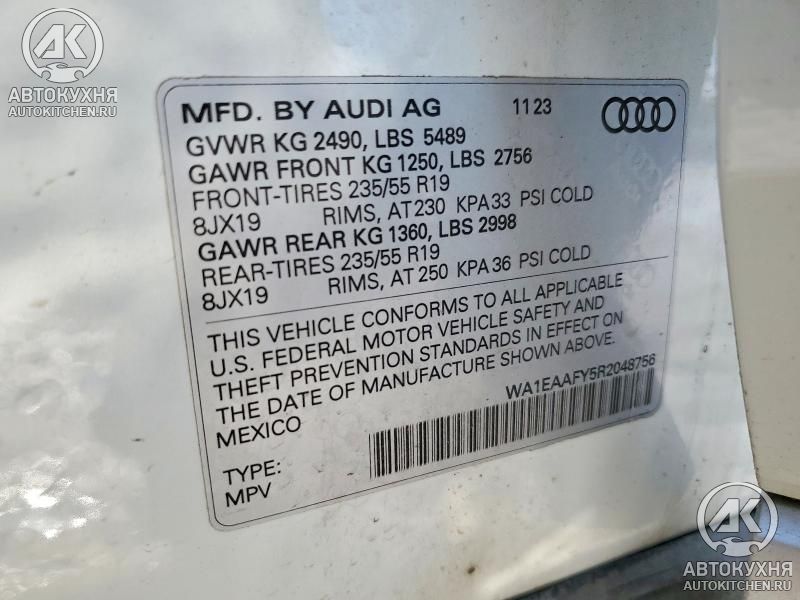 AK
АВТОКУХНЯ
AUTOKITCHEN.RU
MFD. BY AUDI AG 11 23
GVWR KG 2490, LBS 5489
GAWR FRONT KG 1250, LBS 2756
FRONT-TIRES 235/55 R19
8JX19 RIMS, AT 230 KPA 33 PSI COLD
GAWR REAR KG 1360, LBS 2998
REAR-TIRES 235/55 R19
8JX19 RIMS, AT 250 KPA 36 PSI COLD
THIS VEHICLE CONFORMS TO ALL APPLICABLE
U.S. FEDERAL MOTOR VEHICLE SAFETY AND
THEFT PREVENTION STANDARDS IN EFFECT ON
THE DATE OF MANUFACTURE SHOWN ABOVE.
MEXICO
WA1EAAFY5R2048756
TYPE:
MPV
AK
АВТОКУХНЯ
AUTOKITCHEN.RU